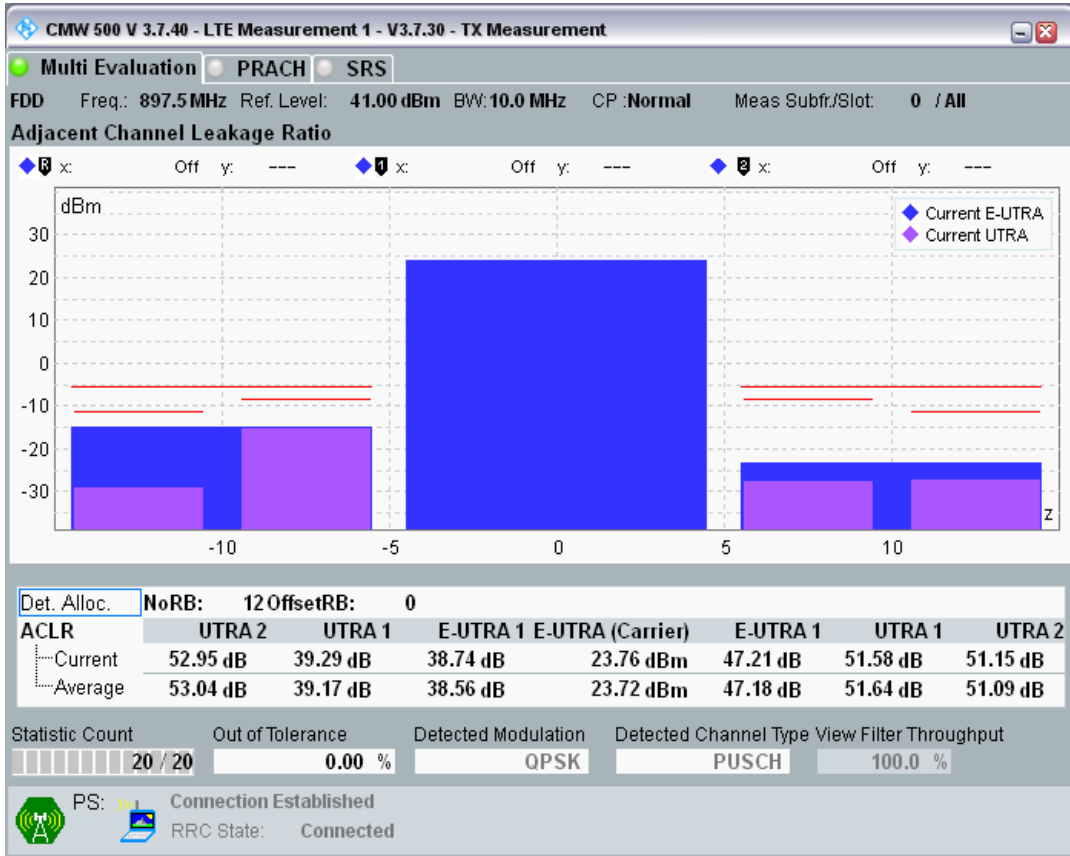 CMW 500 V 3.7.40 - LTE Measurement 1 - V3.7.30 - TX Measurement
Multi Evaluation PRACH SRS
FDD Freq.: 897.5 MHz Ref. Level: 41.00 dBm BW: 10.0 MHz CP :Normal Meas Subfr./Slot: 0 / All
Adjacent Channel Leakage Ratio
R x: Off y: --- 1 x: Off y: --- 2 x: Off y: ---
dBm
Current E-UTRA
Current UTRA
30
20
10
0
-10
-20
-30
z
-10 -5 0 5 10
Det. Alloc. NoRB: 12 OffsetRB: 0
ACLR UTRA 2 UTRA 1 E-UTRA 1 E-UTRA (Carrier) E-UTRA 1 UTRA 1 UTRA 2
Current 52.95 dB 39.29 dB 38.74 dB 23.76 dBm 47.21 dB 51.58 dB 51.15 dB
Average 53.04 dB 39.17 dB 38.56 dB 23.72 dBm 47.18 dB 51.64 dB 51.09 dB
Statistic Count Out of Tolerance Detected Modulation Detected Channel Type View Filter Throughput
20 / 20 0.00 % QPSK PUSCH 100.0 %
PS: Connection Established
RRC State: Connected